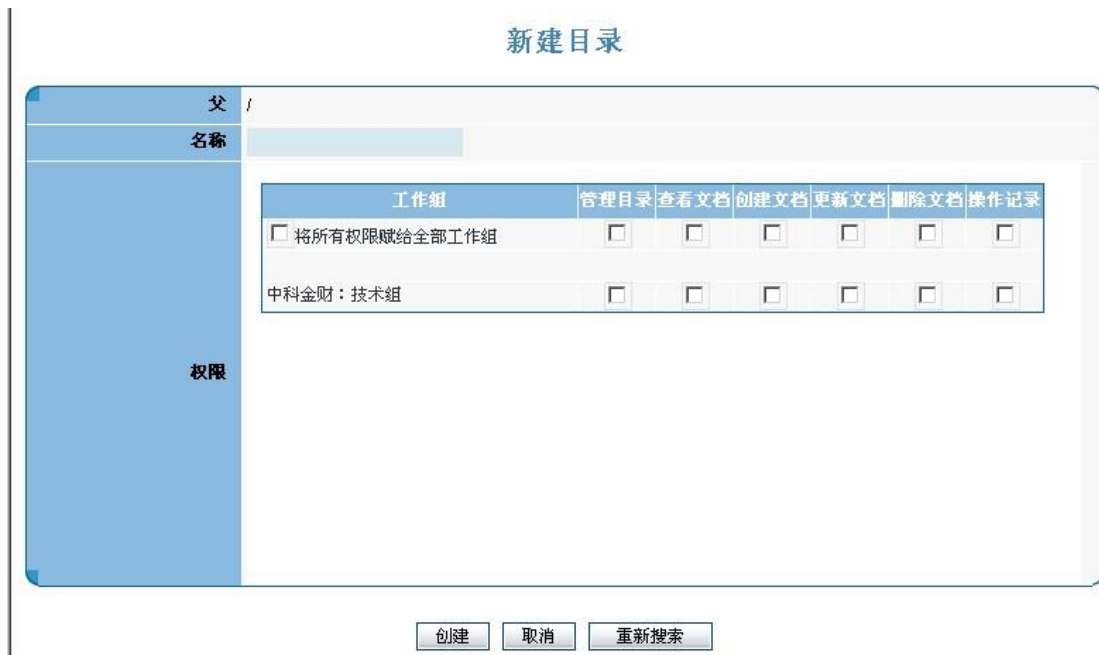 新建目录
父 /
名称
工作组 管理目录 查看文档 创建文档 更新文档 删除文档 操作记录
将所有权限赋给全部工作组
中科金财：技术组
权限
创建 取消 重新搜索